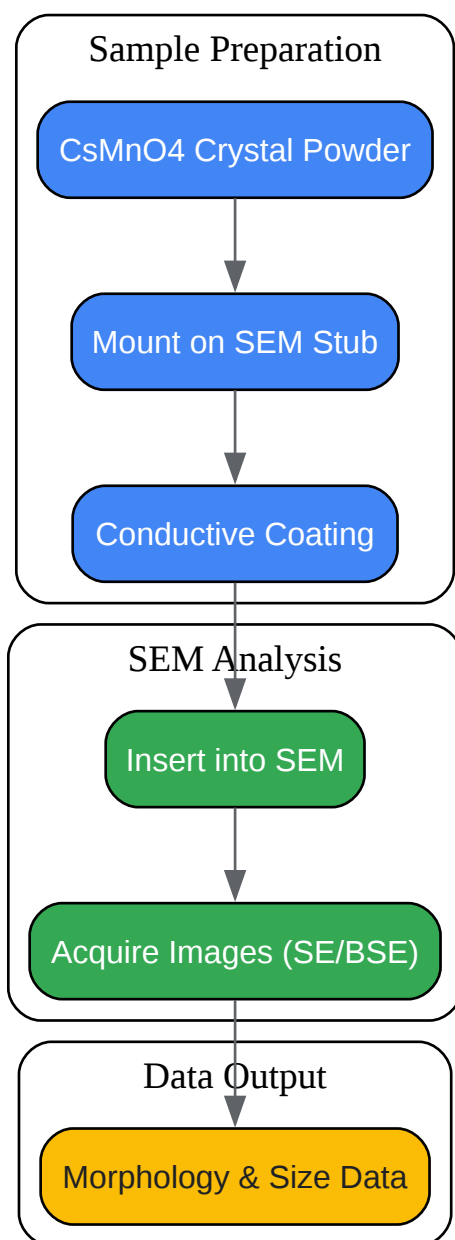 Sample Preparation
CsMnO4 Crystal Powder
Mount on SEM Stub
Conductive Coating
SEM Analysis
Insert into SEM
Acquire Images (SE/BSE)
Data Output
Morphology & Size Data